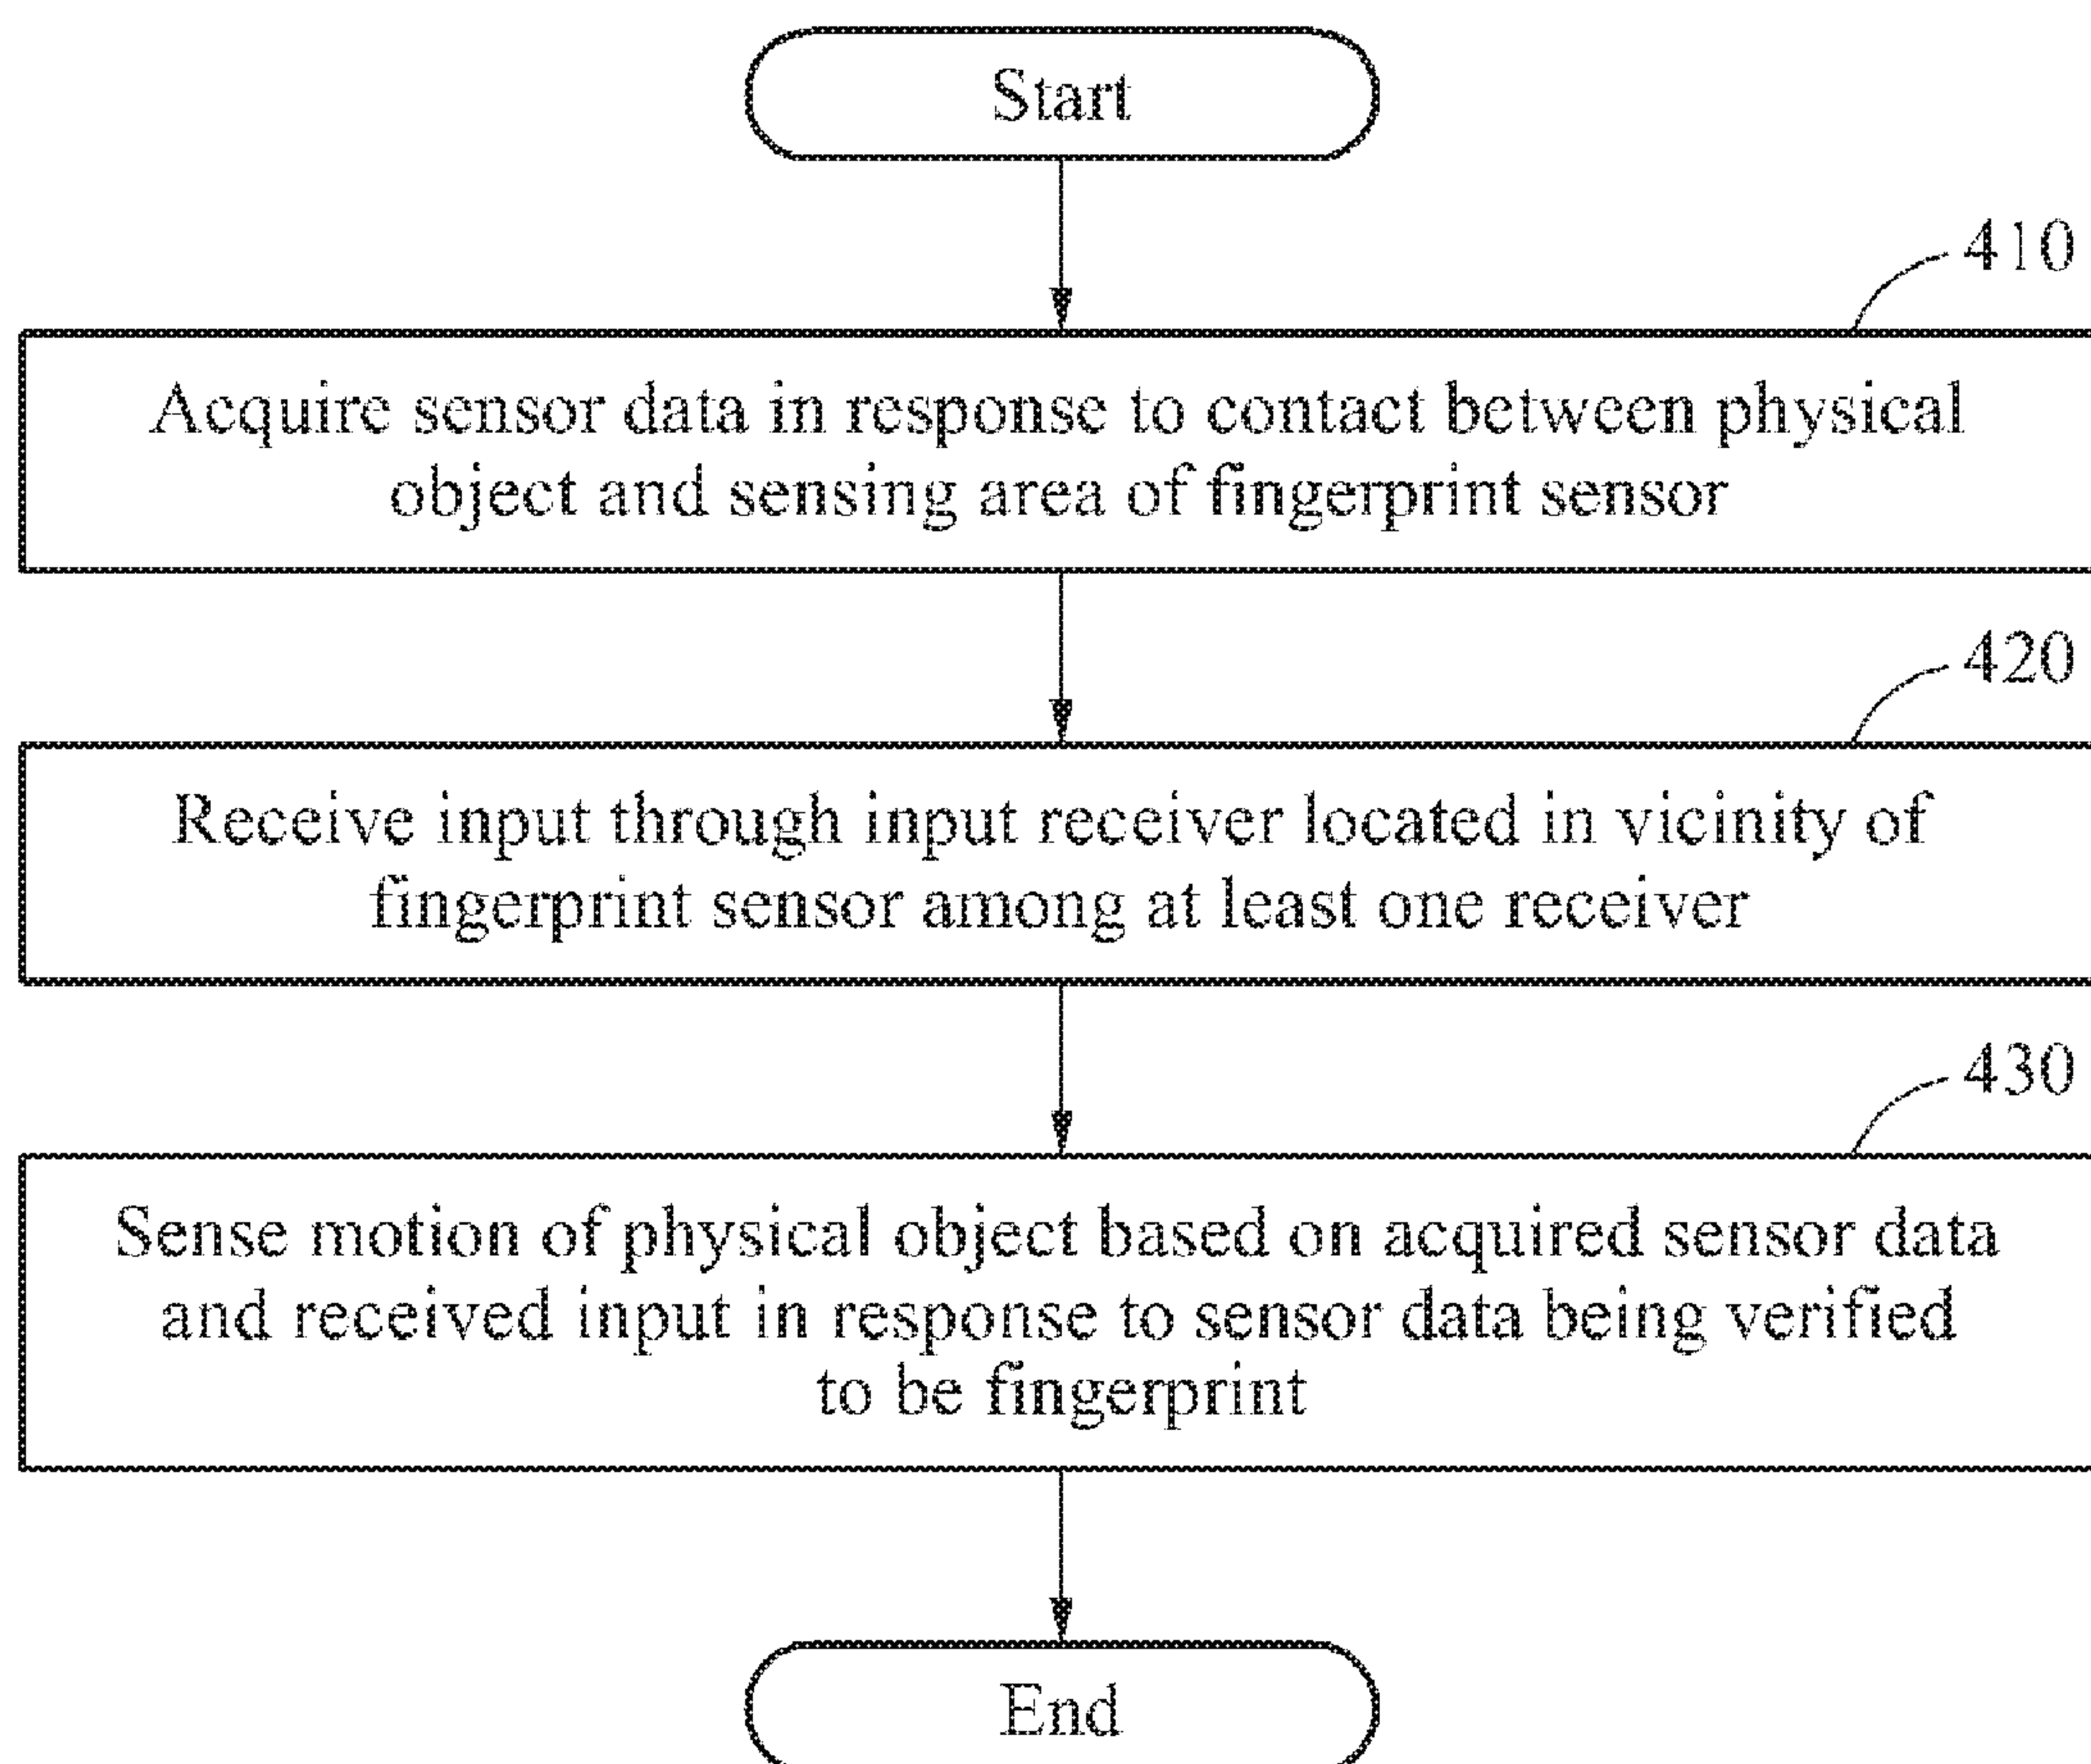 Start
410
Acquire sensor data in response to contact between physical
object and sensing area of fingerprint sensor
420
Receive input through input receiver located in vicinity of
fingerprint sensor among at least one receiver
430
Sense motion of physical object based on acquired sensor data
and received input in response to sensor data being verified
to be fingerprint
End